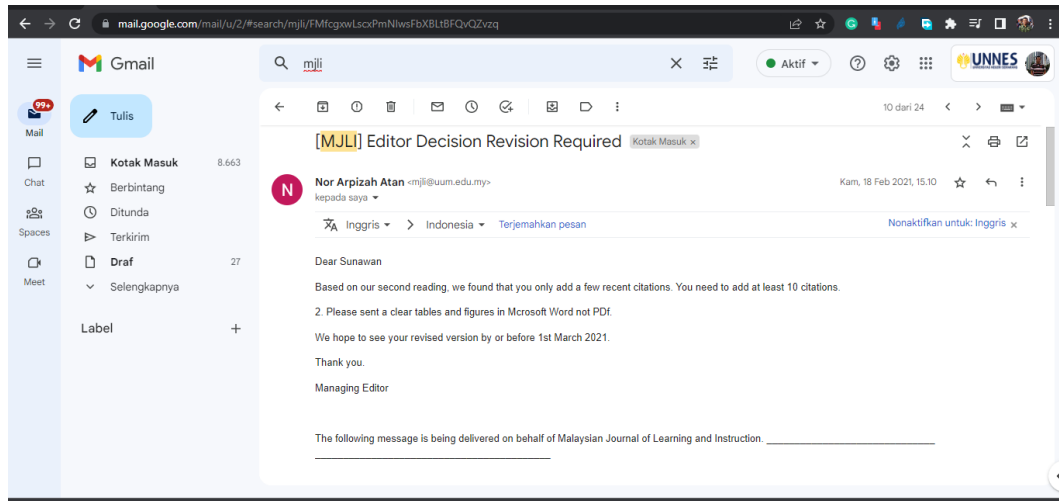 mail.google.com/mail/u/2/#search/mjli/FMfcgxwLscxPmNlwsFbXBLtBFQvQZvzq
Gmail
mjli
Aktif
UNNES
99+
Mail
Chat
Spaces
Meet
Tulis
Kotak Masuk 8.663
Berbintang
Ditunda
Terkirim
Draf 27
Selengkapnya
Label
10 dari 24
[MJLI] Editor Decision Revision Required Kotak Masuk ×
N
Nor Arpizah Atan <mjli@uum.edu.my>
Kam, 18 Feb 2021, 15.10
kepada saya
Inggris > Indonesia Terjemahkan pesan
Nonaktifkan untuk: Inggris ×
Dear Sunawan
Based on our second reading, we found that you only add a few recent citations. You need to add at least 10 citations.
2. Please sent a clear tables and figures in Mcrosoft Word not PDf.
We hope to see your revised version by or before 1st March 2021.
Thank you.
Managing Editor
The following message is being delivered on behalf of Malaysian Journal of Learning and Instruction. ________________________________
_____________________________________________